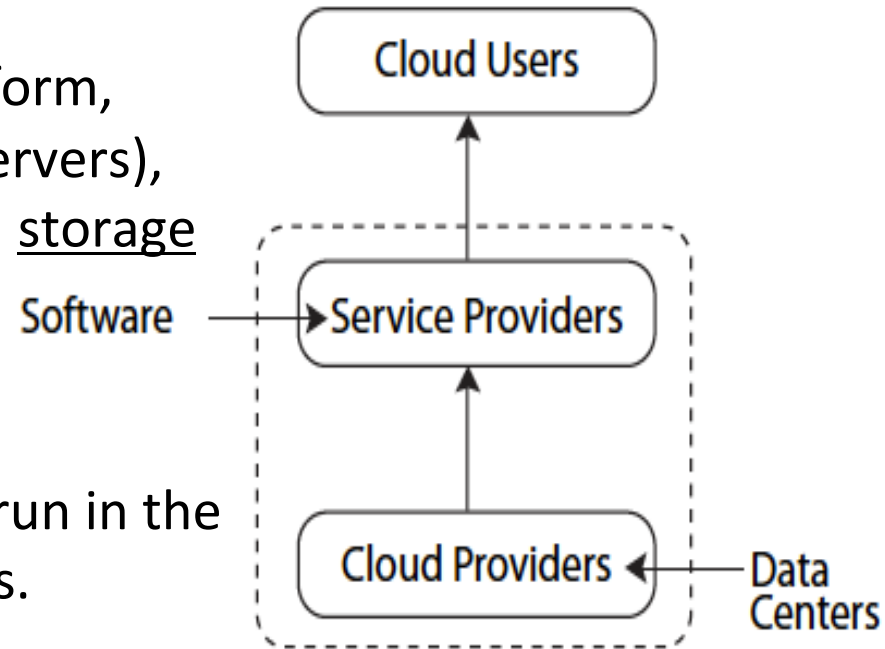 Cloud Users
form,
ervers),
storage
Software
Service Providers
run in the
s.
Cloud Providers
Data
Centers